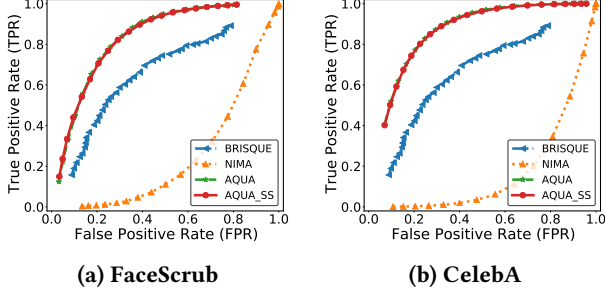 1.0
0.8
0.6
0.4
0.2
0.0
True Positive Rate (TPR)
0.0 0.2 0.4 0.6 0.8 1.0
False Positive Rate (FPR)
BRISQUE
NIMA
AQUA
AQUA_SS
(a) FaceScrub
1.0
0.8
0.6
0.4
0.2
0.0
True Positive Rate (TPR)
0.0 0.2 0.4 0.6 0.8 1.0
False Positive Rate (FPR)
BRISQUE
NIMA
AQUA
AQUA_SS
(b) CelebA